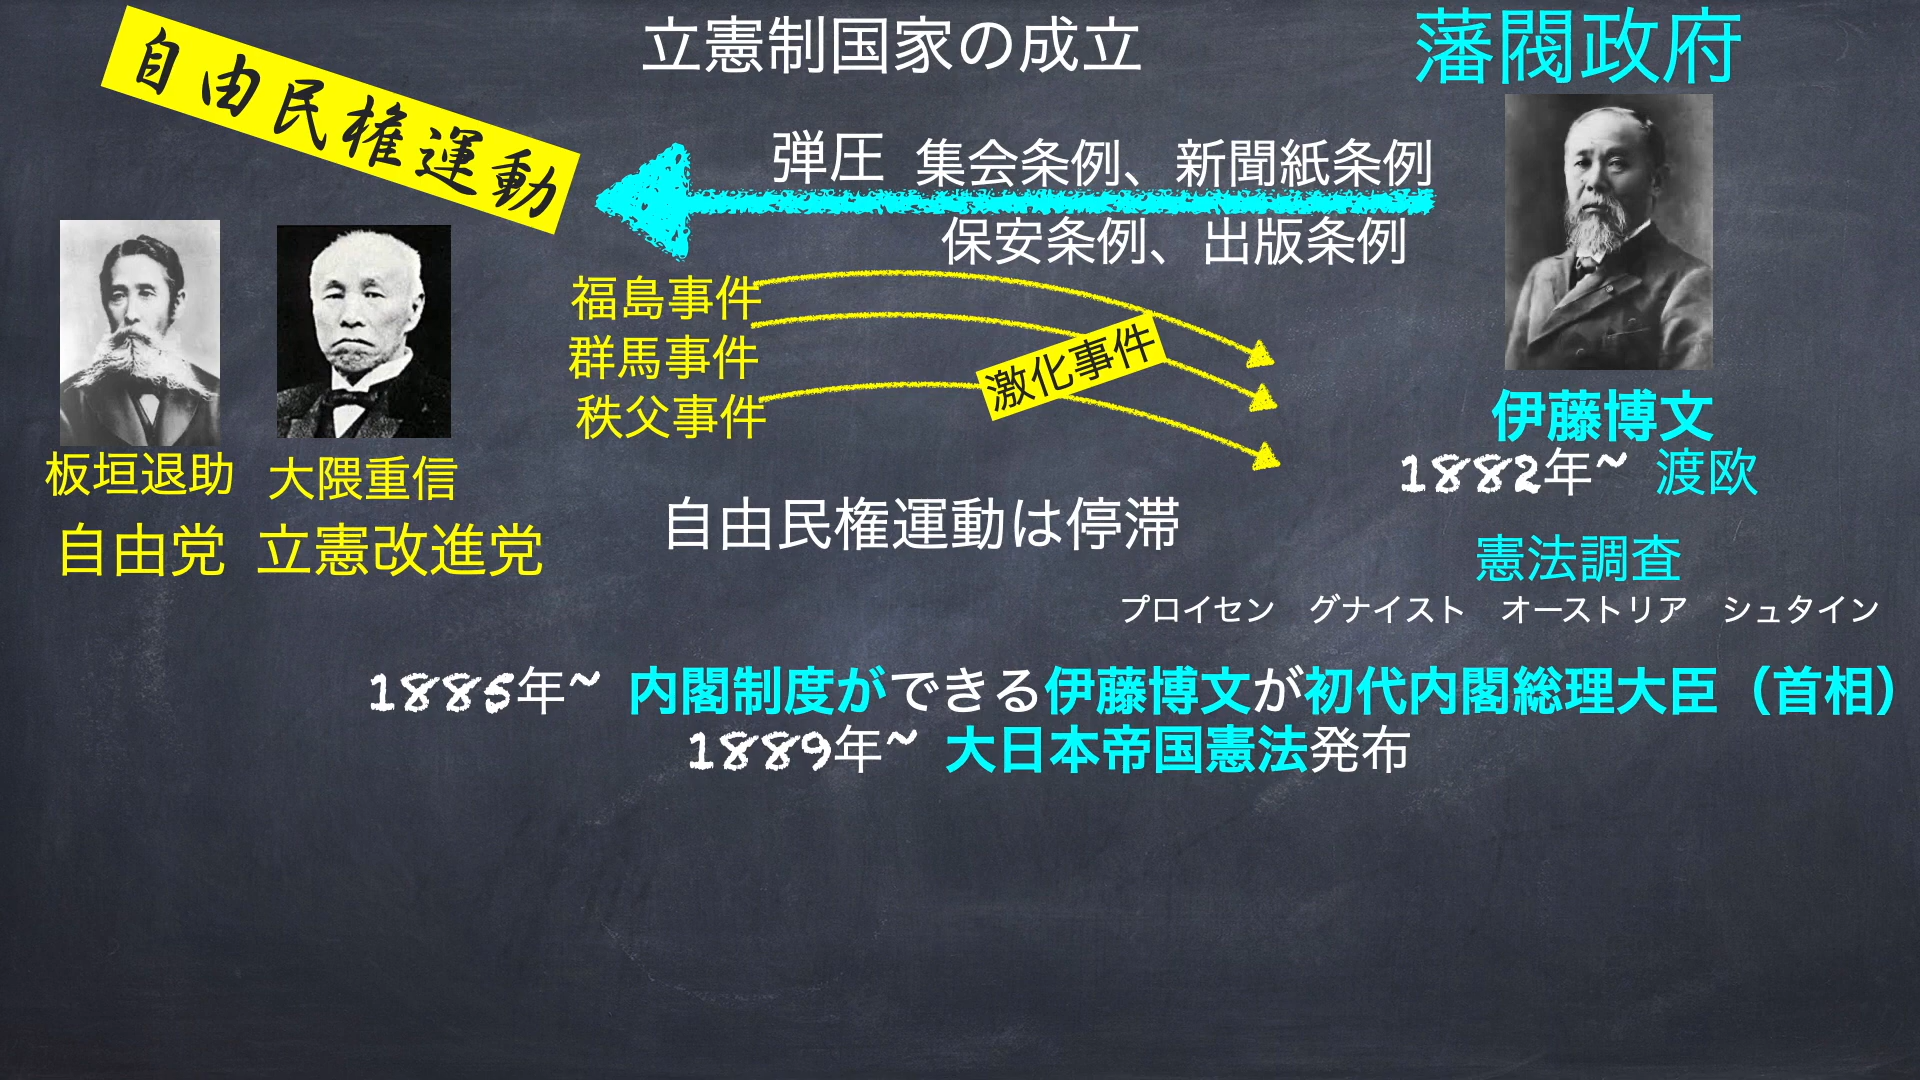 立憲制国家の成立
藩閥政府
自由民権運動
弾圧 集会条例、新聞紙条例
保安条例、出版条例
福島事件
群馬事件
秩父事件
激化事件
板垣退助
大隈重信
自由党
立憲改進党
伊藤博文
1882年~ 渡欧
自由民権運動は停滞
憲法調査
プロイセン グナイスト オーストリア シュタイン
1885年~ 内閣制度ができる伊藤博文が初代内閣総理大臣（首相）
1889年~ 大日本帝国憲法発布